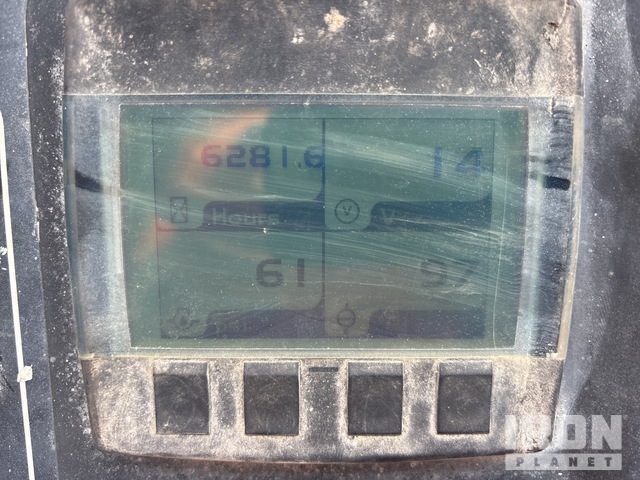 6281.6 14
Hours V V
61 97
IRON
PLANET